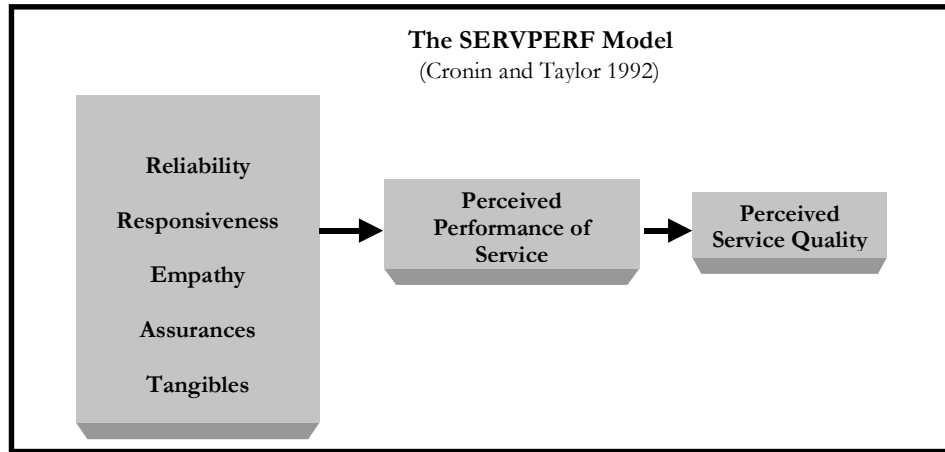 The SERVPERF Model
(Cronin and Taylor 1992)
Reliability
Responsiveness
Empathy
Assurances
Tangibles
Perceived
Performance of
Service
Perceived
Service Quality